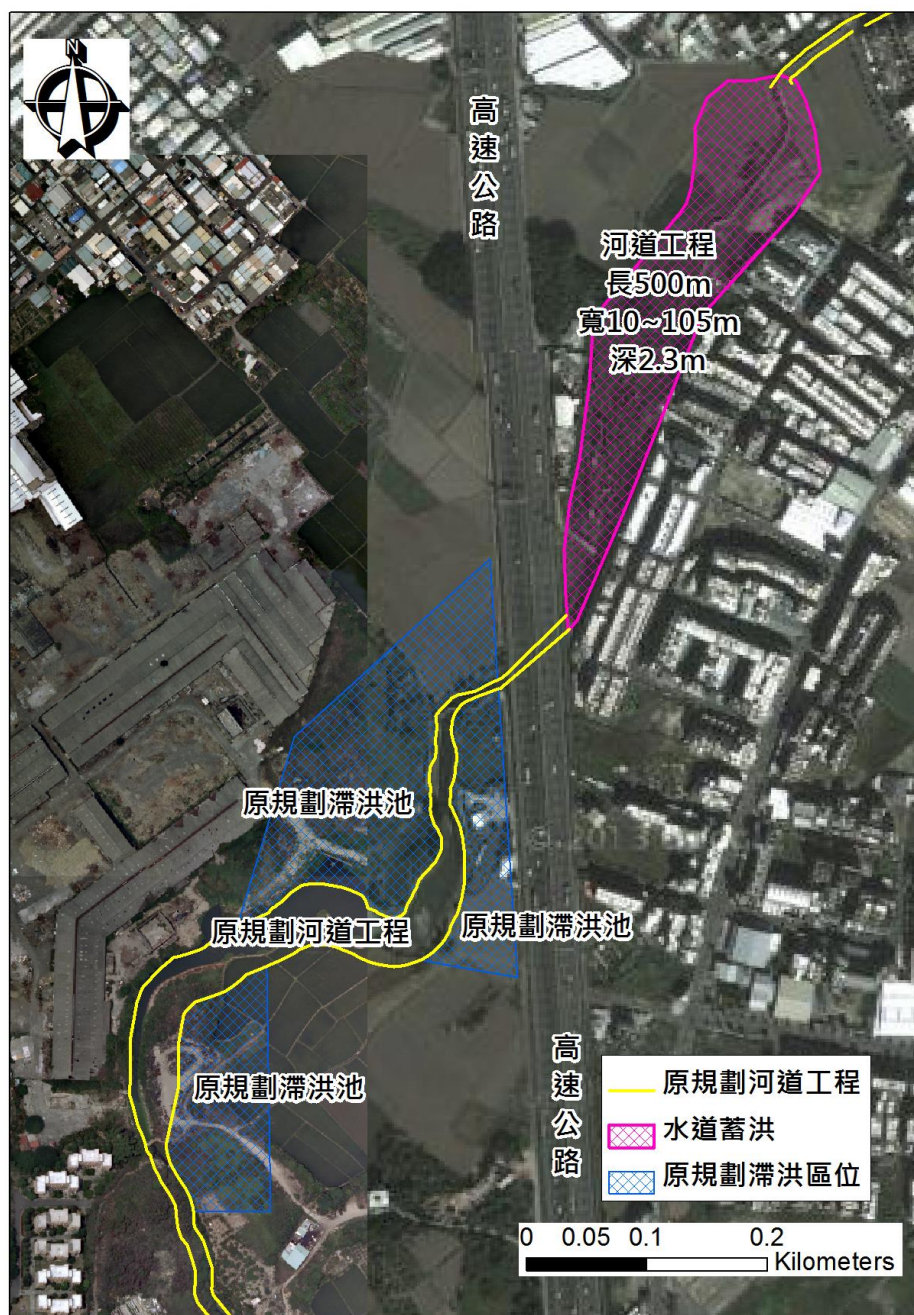 N
高速公路
河道工程
長500m
寬10~105m
深2.3m
原規劃滯洪池
原規劃河道工程
原規劃滯洪池
原規劃滯洪池
高速公路
原規劃河道工程
水道蓄洪
原規劃滯洪區位
0 0.05 0.1 0.2
Kilometers